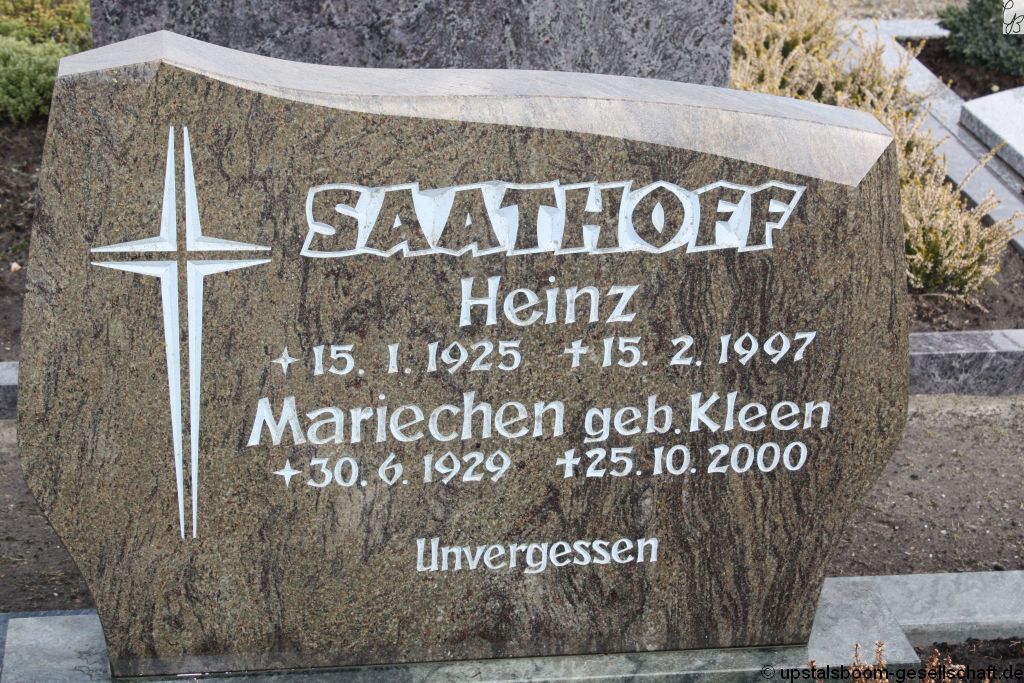 SAATHOFF
Heinz
15. 1. 1925 †15. 2. 1997
Mariechen geb. Kleen
30. 6. 1929 †25. 10. 2000
Unvergessen
© upstalsboom-gesellschaft.de